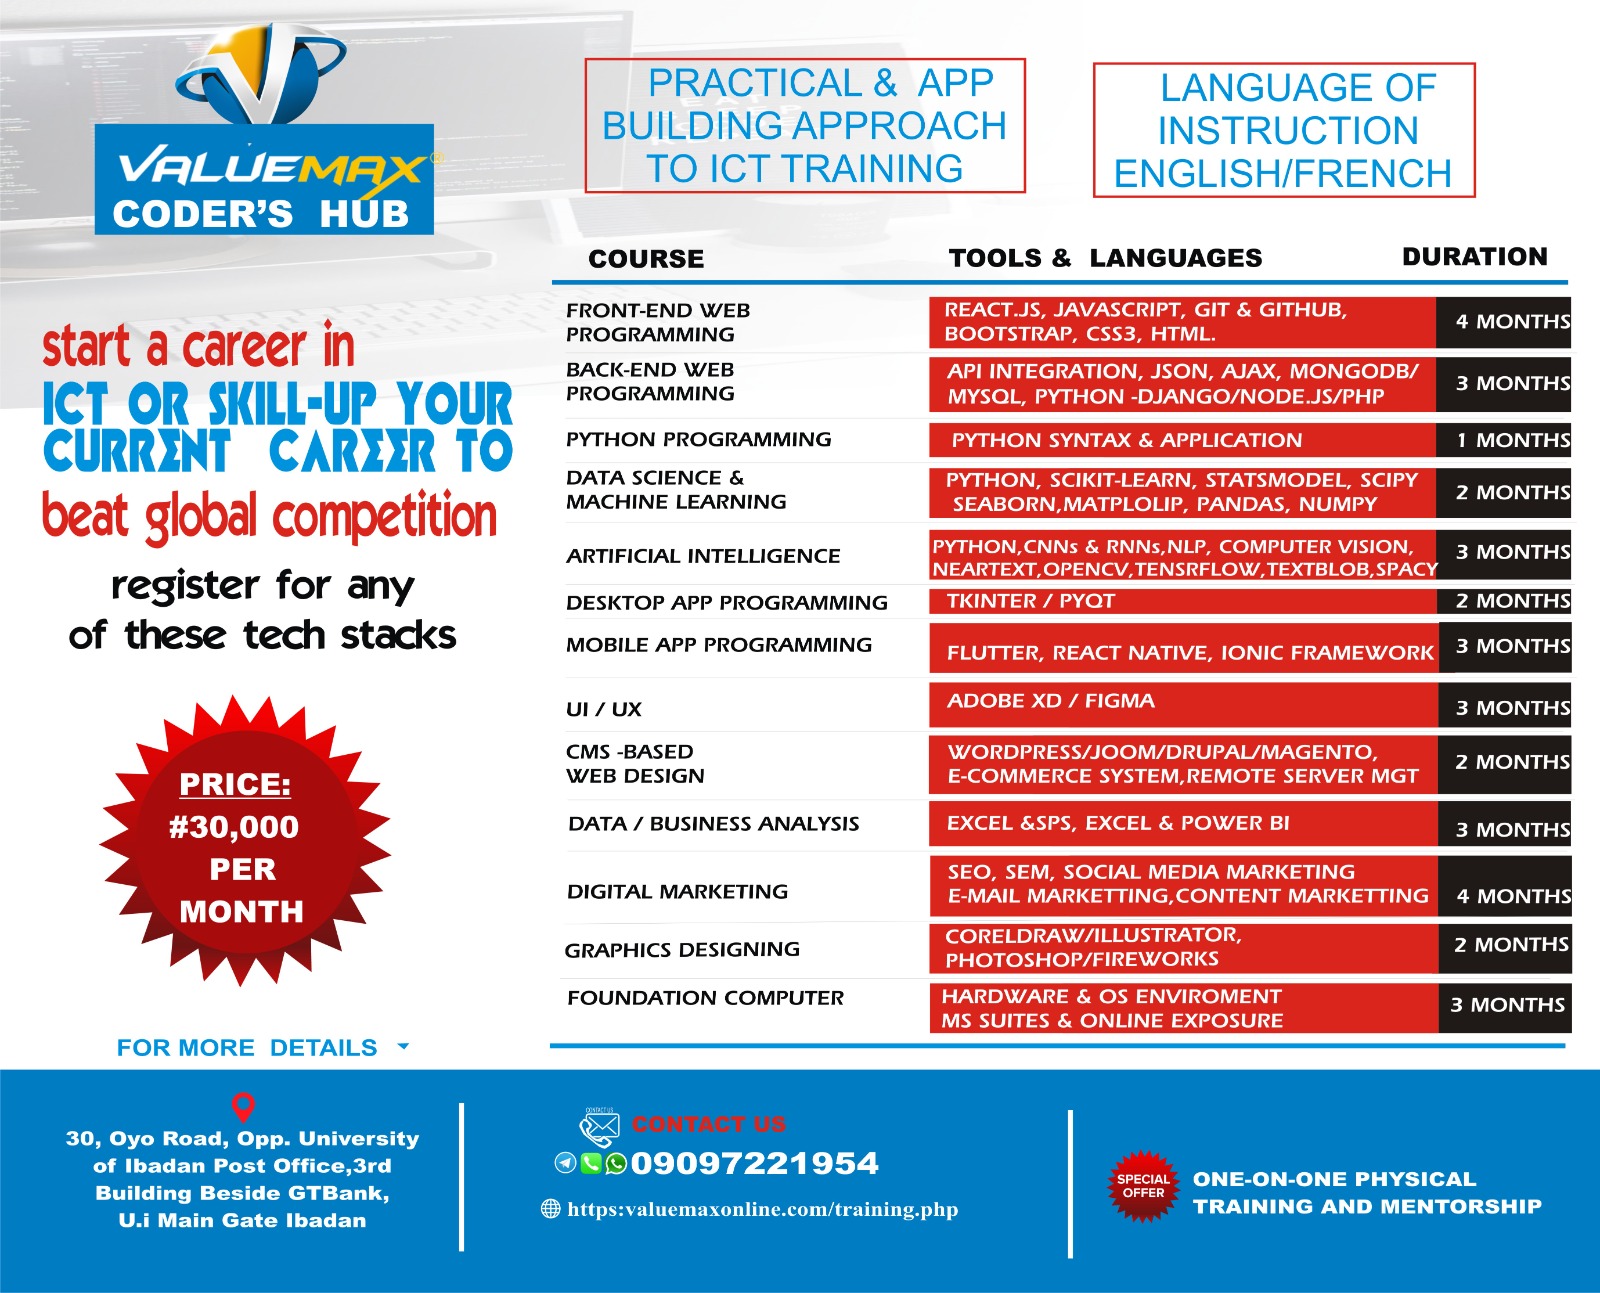 VALUEMAX®
CODER'S HUB
PRACTICAL & APP
BUILDING APPROACH
TO ICT TRAINING
LANGUAGE OF
INSTRUCTION
ENGLISH/FRENCH
start a career in
ICT OR SKILL-UP YOUR
CURRENT CAREER TO
beat global competition
register for any
of these tech stacks
PRICE:
#30,000
PER
MONTH
FOR MORE DETAILS
COURSE TOOLS & LANGUAGES DURATION
FRONT-END WEB
PROGRAMMING
REACT.JS, JAVASCRIPT, GIT & GITHUB,
BOOTSTRAP, CSS3, HTML.
4 MONTHS
BACK-END WEB
PROGRAMMING
API INTEGRATION, JSON, AJAX, MONGODB/
MYSQL, PYTHON -DJANGO/NODE.JS/PHP
3 MONTHS
PYTHON PROGRAMMING
PYTHON SYNTAX & APPLICATION
1 MONTHS
DATA SCIENCE &
MACHINE LEARNING
PYTHON, SCIKIT-LEARN, STATSMODEL, SCIPY
SEABORN,MATPLOLIP, PANDAS, NUMPY
2 MONTHS
ARTIFICIAL INTELLIGENCE
PYTHON,CNNs & RNNs,NLP, COMPUTER VISION,
NEARTEXT,OPENCV,TENSRFLOW,TEXTBLOB,SPACY
3 MONTHS
DESKTOP APP PROGRAMMING
TKINTER / PYQT
2 MONTHS
MOBILE APP PROGRAMMING
FLUTTER, REACT NATIVE, IONIC FRAMEWORK
3 MONTHS
UI / UX
ADOBE XD / FIGMA
3 MONTHS
CMS -BASED
WEB DESIGN
WORDPRESS/JOOM/DRUPAL/MAGENTO,
E-COMMERCE SYSTEM,REMOTE SERVER MGT
2 MONTHS
DATA / BUSINESS ANALYSIS
EXCEL &SPS, EXCEL & POWER BI
3 MONTHS
DIGITAL MARKETING
SEO, SEM, SOCIAL MEDIA MARKETING
E-MAIL MARKETTING,CONTENT MARKETTING
4 MONTHS
GRAPHICS DESIGNING
CORELDRAW/ILLUSTRATOR,
PHOTOSHOP/FIREWORKS
2 MONTHS
FOUNDATION COMPUTER
HARDWARE & OS ENVIROMENT
MS SUITES & ONLINE EXPOSURE
3 MONTHS
30, Oyo Road, Opp. University
of Ibadan Post Office,3rd
Building Beside GTBank,
U.i Main Gate Ibadan
CONTACT US
CONTACT US
09097221954
https:valuemaxonline.com/training.php
SPECIAL
OFFER
ONE-ON-ONE PHYSICAL
TRAINING AND MENTORSHIP